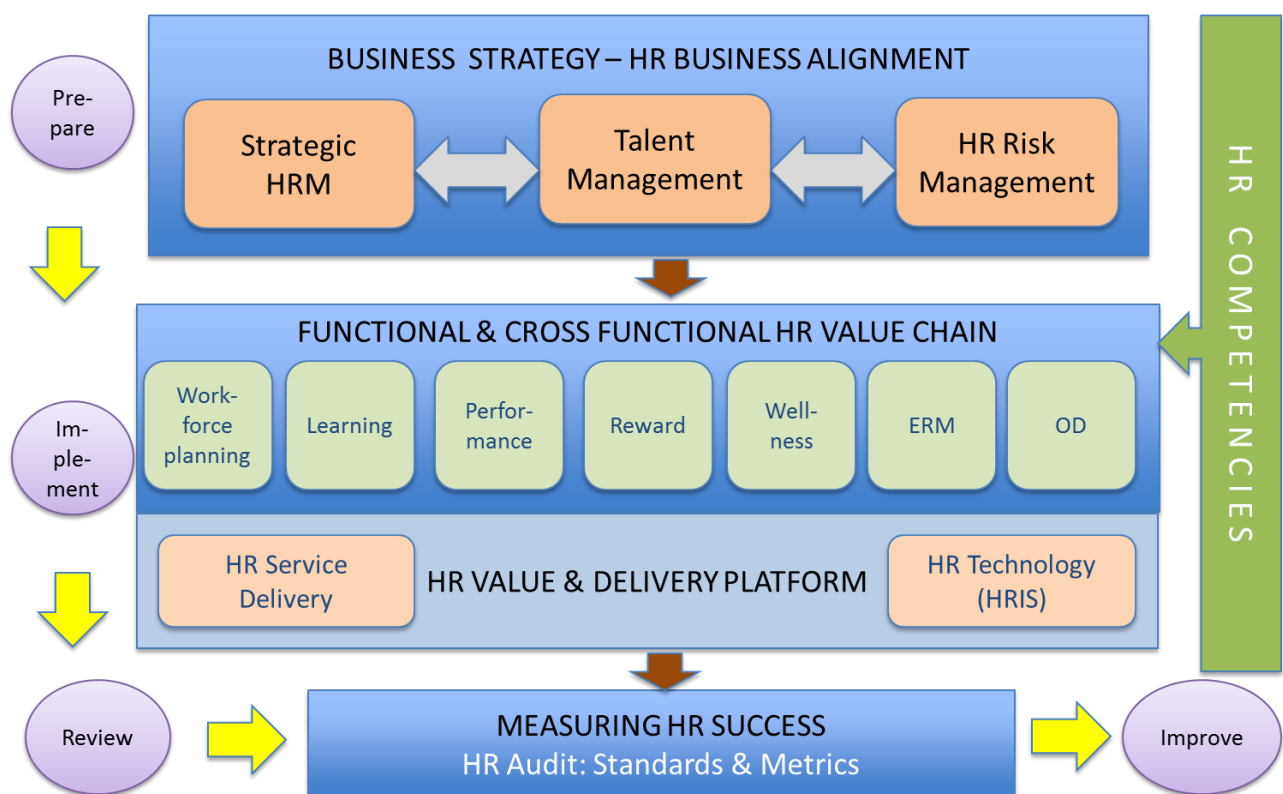 BUSINESS STRATEGY – HR BUSINESS ALIGNMENT
Pre-
pare
Strategic
HRM
Talent
Management
HR Risk
Management
HR COMPETENCIES
FUNCTIONAL & CROSS FUNCTIONAL HR VALUE CHAIN
Im-
ple-
ment
Work-
force
planning
Learning
Perfor-
mance
Reward
Well-
ness
ERM
OD
HR Service
Delivery
HR VALUE & DELIVERY PLATFORM
HR Technology
(HRIS)
Review
MEASURING HR SUCCESS
HR Audit: Standards & Metrics
Improve